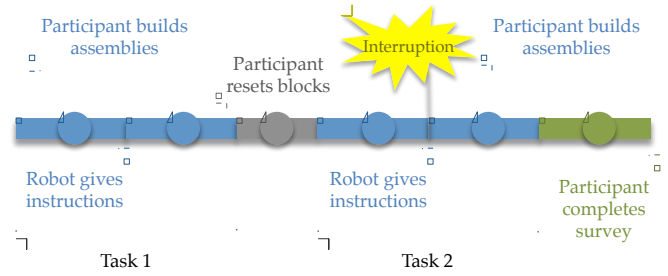 Participant builds
assemblies
Participant
resets blocks
Interruption
Participant builds
assemblies
Robot gives
instructions
Robot gives
instructions
Participant
completes
survey
Task 1
Task 2